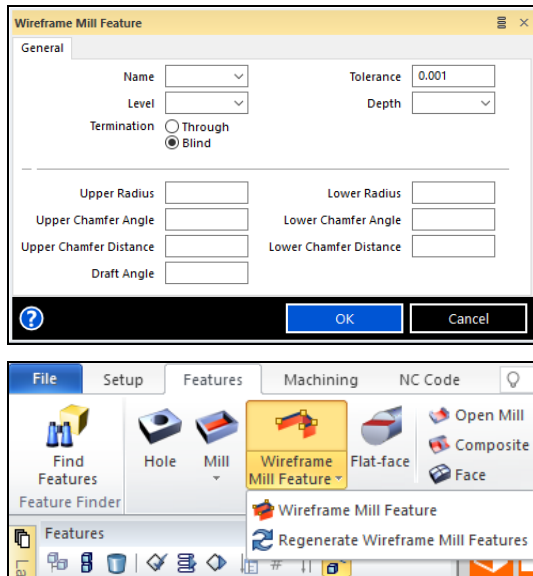 Wireframe Mill Feature
General
Name
Tolerance 0.001
Level
Depth
Termination Through
Blind
Upper Radius
Lower Radius
Upper Chamfer Angle
Lower Chamfer Angle
Upper Chamfer Distance
Lower Chamfer Distance
Draft Angle
?
OK
Cancel
File Setup Features Machining NC Code
Find
Features
Hole
Mill
Wireframe
Mill Feature
Flat-face
Open Mill
Composite
Face
Feature Finder
Wireframe Mill Feature
Regenerate Wireframe Mill Features
Features
La